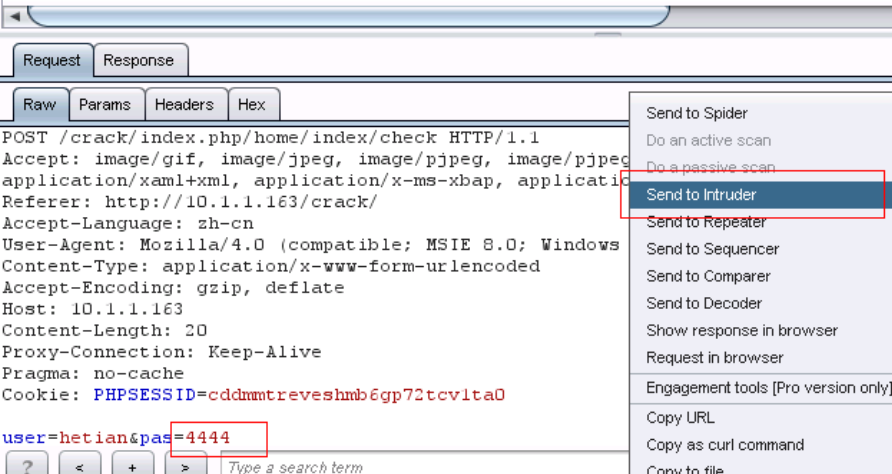 Request Response
Raw Params Headers Hex
POST /crack/index.php/home/index/check HTTP/1.1
Accept: image/gif, image/jpeg, image/pjpeg, image/pjpeg
application/xaml+xml, application/x-ms-xbap, applicatio
Referer: http://10.1.1.163/crack/
Accept-Language: zh-cn
User-Agent: Mozilla/4.0 (compatible; MSIE 8.0; Windows
Content-Type: application/x-www-form-urlencoded
Accept-Encoding: gzip, deflate
Host: 10.1.1.163
Content-Length: 20
Proxy-Connection: Keep-Alive
Pragma: no-cache
Cookie: PHPSESSID=cddmmtreveshmb6gp72tcv1ta0
user=hetian&pas=4444
? < + > Type a search term
Send to Spider
Do an active scan
Do a passive scan
Send to Intruder
Send to Repeater
Send to Sequencer
Send to Comparer
Send to Decoder
Show response in browser
Request in browser
Engagement tools [Pro version only]
Copy URL
Copy as curl command
Copy to file